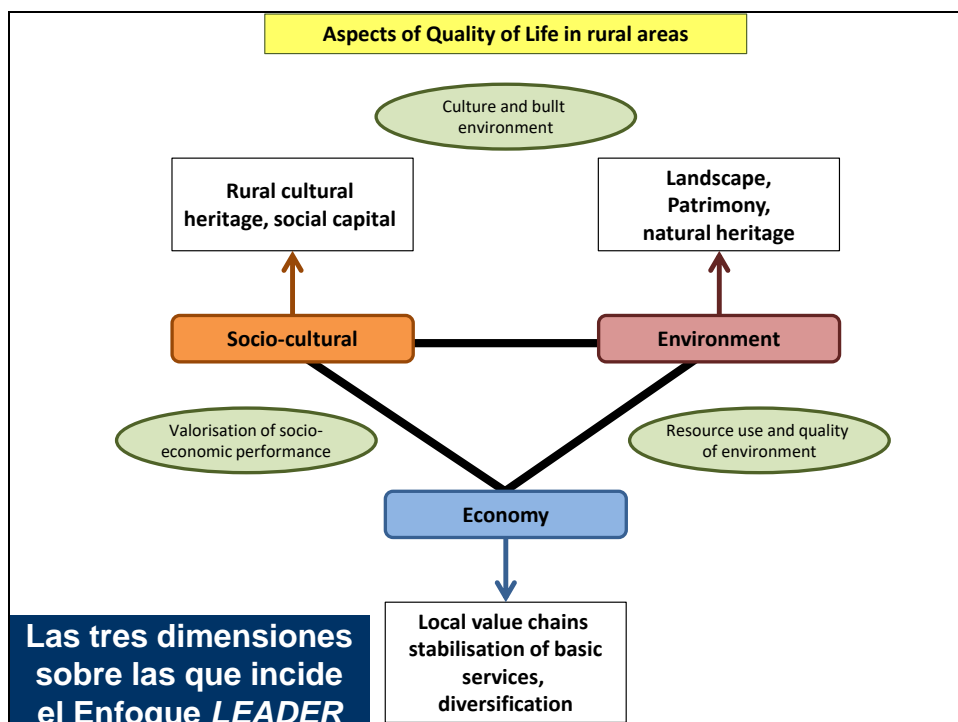 Aspects of Quality of Life in rural areas
Culture and built
environment
Rural cultural
heritage, social capital
Landscape,
Patrimony,
natural heritage
Socio-cultural
Environment
Valorisation of socio-
economic performance
Resource use and quality
of environment
Economy
Local value chains
stabilisation of basic
services,
diversification
Las tres dimensiones
sobre las que incide
el Enfoque LEADER